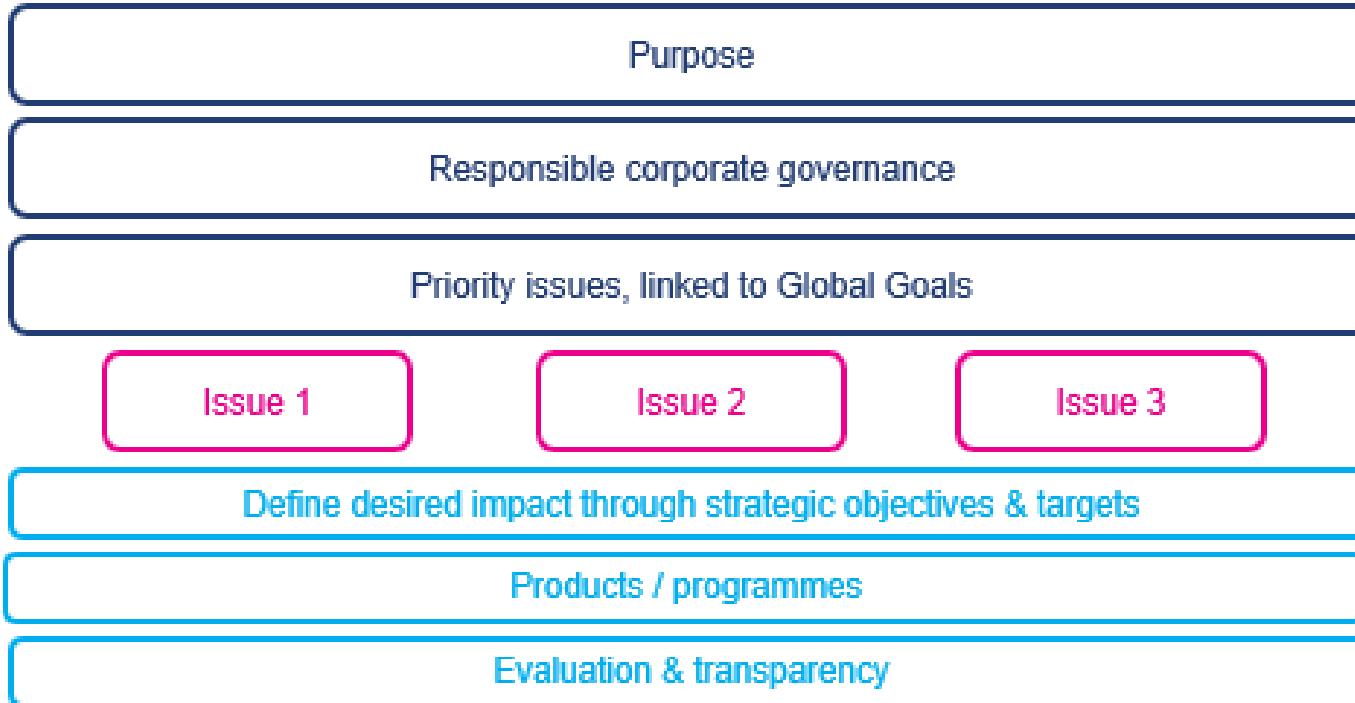 Purpose
Responsible corporate governance
Priority issues, linked to Global Goals
Issue 1
Issue 2
Issue 3
Define desired impact through strategic objectives & targets
Products / programmes
Evaluation & transparency